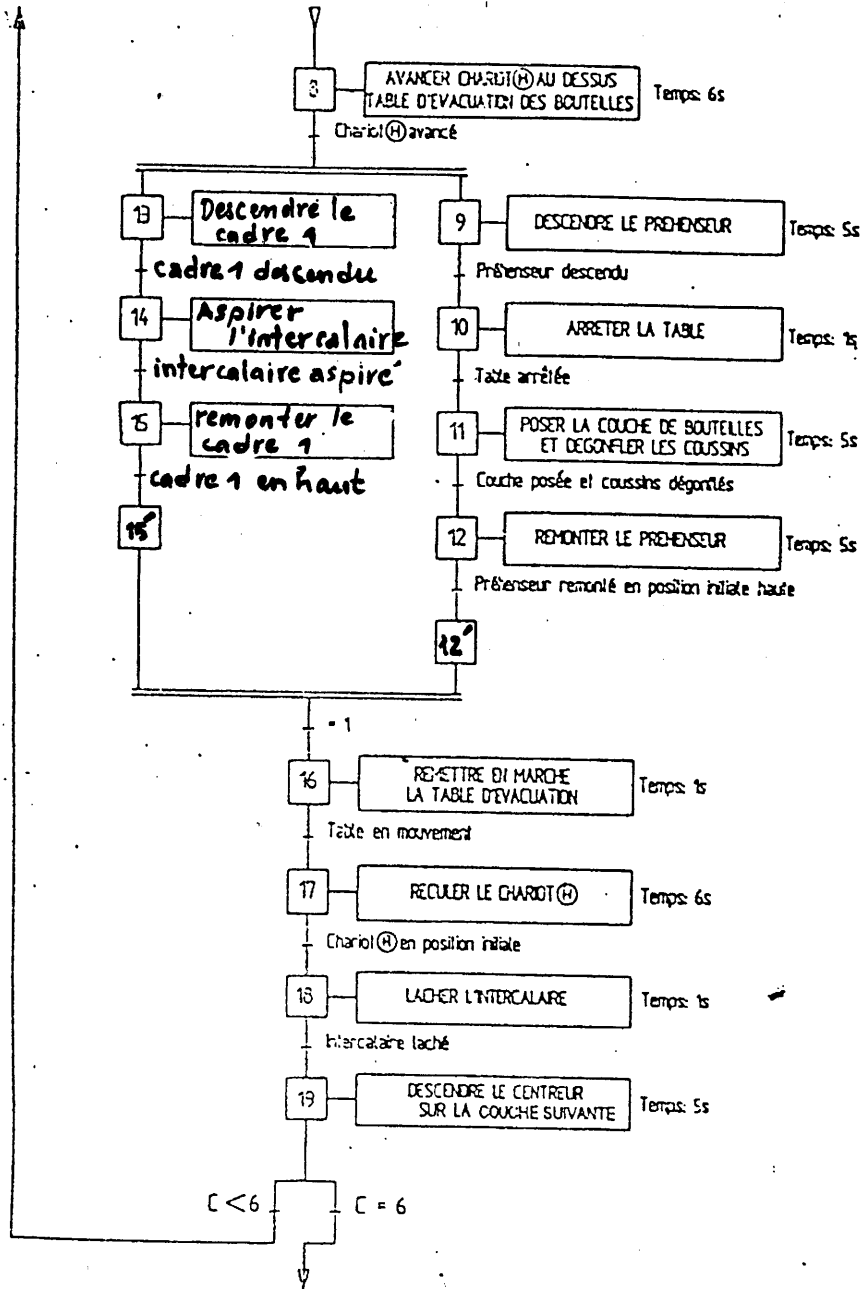 8
AVANCER CHARIOT Ⓗ AU DESSUS
TABLE D'EVACUATION DES BOUTEILLES
Temps: 6s
Chariot Ⓗ avancé
13
Descendre le
cadre 1
cadre 1 descendu
14
Aspirer
l'intercalaire
intercalaire aspiré
15
remonter le
cadre 1
cadre 1 en haut
15'
9
DESCENDRE LE PREHENSEUR
Temps: 5s
Préhenseur descendu
10
ARRETER LA TABLE
Temps: 1s
Table arrêtée
11
POSER LA COUCHE DE BOUTEILLES
ET DEGONFLER LES COUSSINS
Temps: 5s
Couche posée et coussins dégonflés
12
REMONTER LE PREHENSEUR
Temps: 5s
Préhenseur remonté en position initiale haute
12'
= 1
16
REMETTRE EN MARCHE
LA TABLE D'EVACUATION
Temps: 1s
Table en mouvement
17
RECULER LE CHARIOT Ⓗ
Temps: 6s
Chariot Ⓗ en position initiale
18
LACHER L'INTERCALAIRE
Temps: 1s
Intercalaire laché
19
DESCENDRE LE CENTREUR
SUR LA COUCHE SUIVANTE
Temps: 5s
C < 6
C = 6